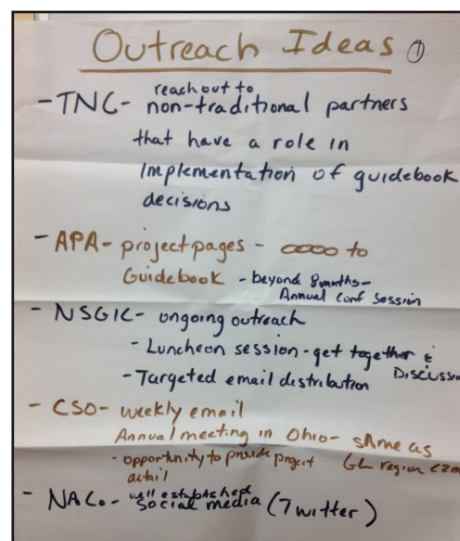 Outreach Ideas ①
-TNC- reach out to
non-traditional partners
that have a role in
Implementation of guidebook
decisions
- APA- project pages - to
Guidebook - beyond 8 months-
Annual Conf Session
- NSGIC- ongoing outreach
- Luncheon session - get together &
Discussio
- Targeted email distribution
- CSO- weekly email
Annual meeting in Ohio- same as
GL region CZM
- opportunity to provide project
detail
- NACo- well established
social media (Twitter)